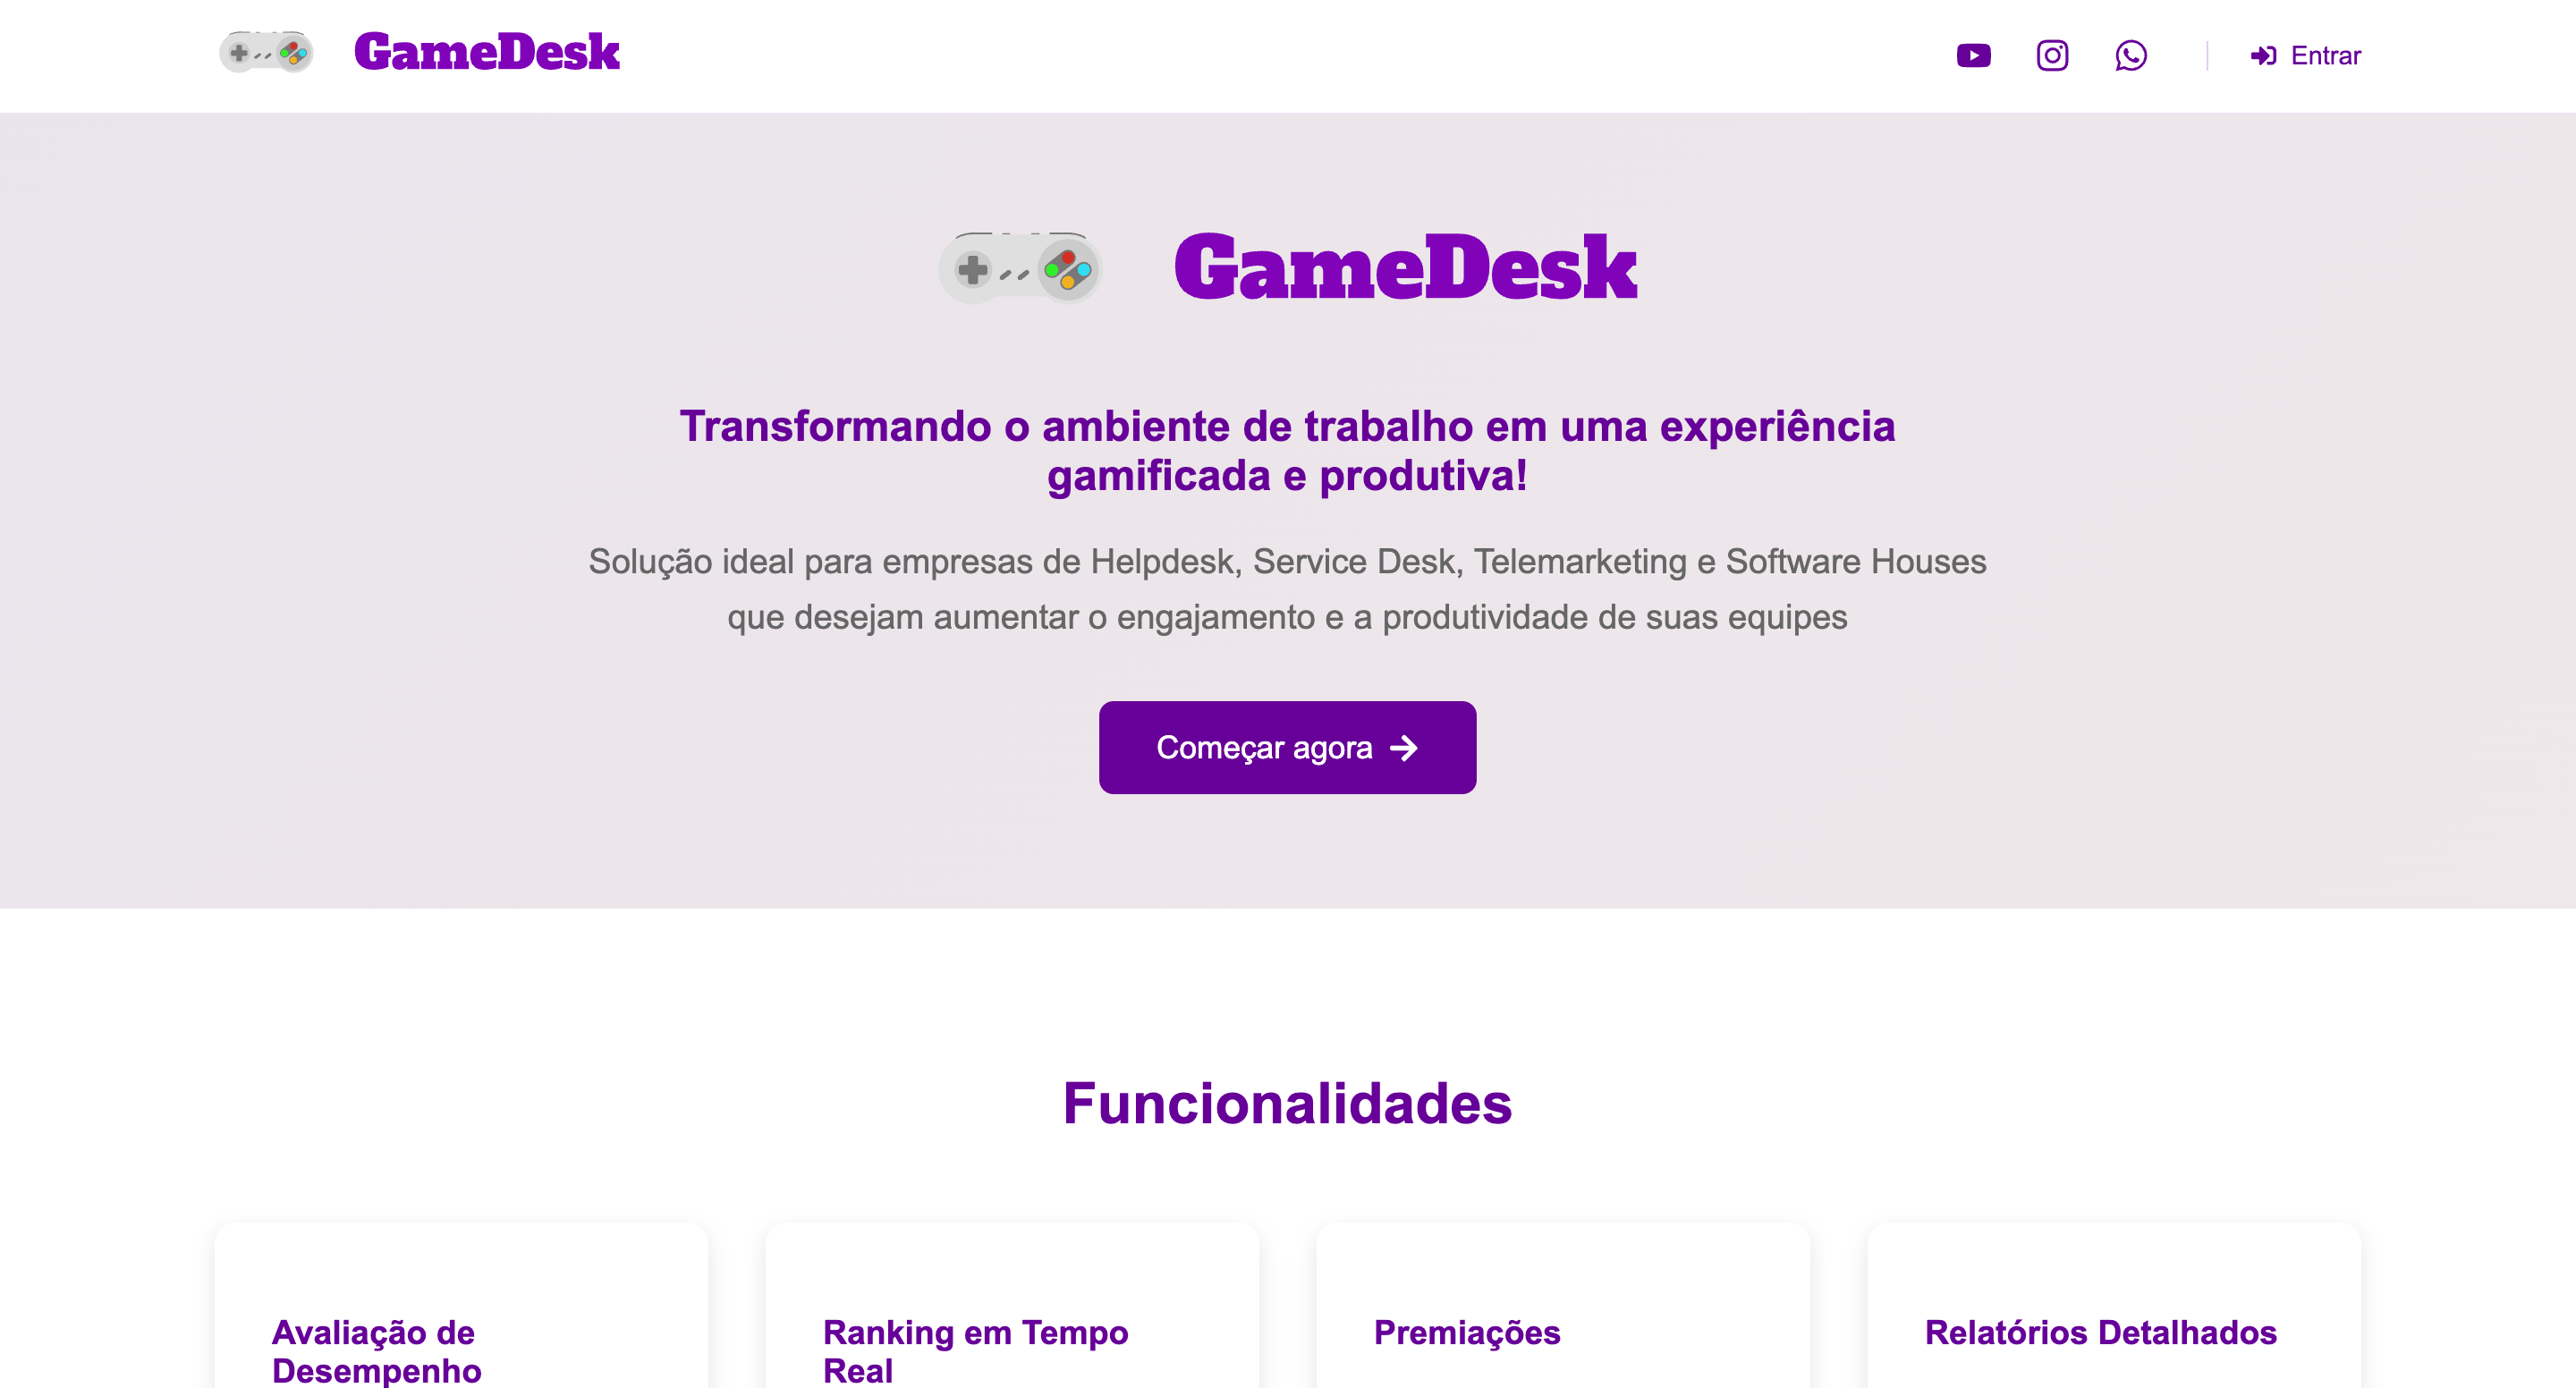 GameDesk
Entrar
GameDesk
Transformando o ambiente de trabalho em uma experiência
gamificada e produtiva!
Solução ideal para empresas de Helpdesk, Service Desk, Telemarketing e Software Houses
que desejam aumentar o engajamento e a produtividade de suas equipes
Começar agora
Funcionalidades
Avaliação de
Desempenho
Ranking em Tempo
Real
Premiações
Relatórios Detalhados